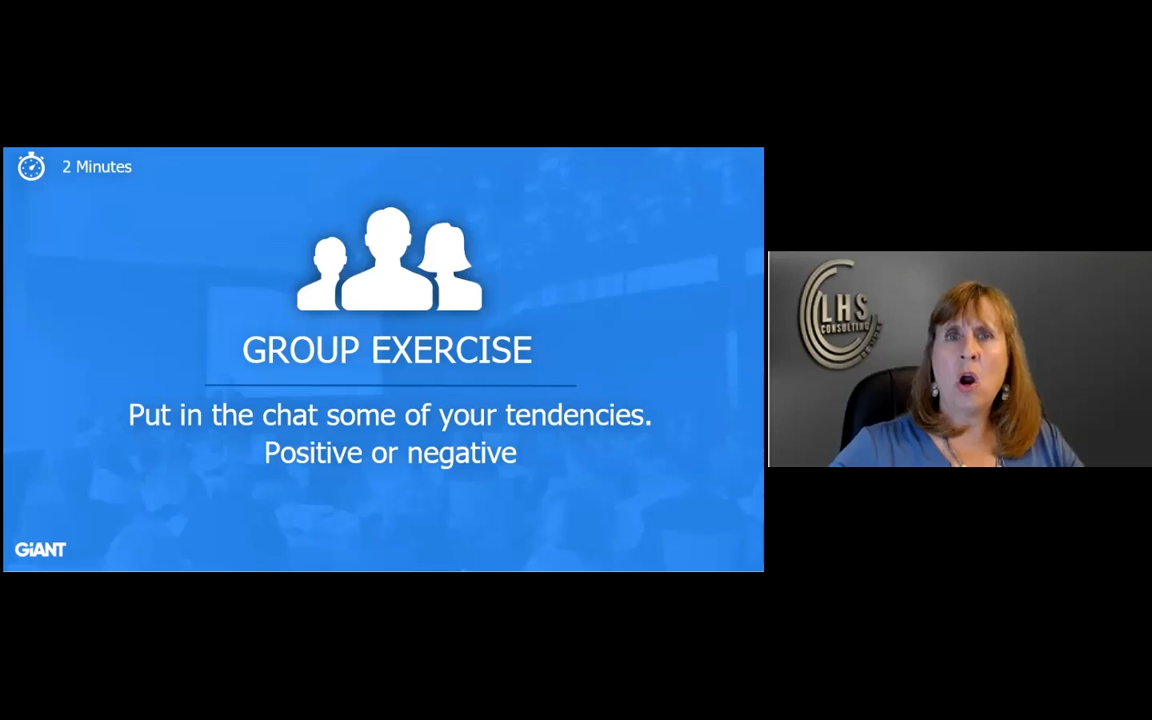 2 Minutes
GROUP EXERCISE
Put in the chat some of your tendencies.
Positive or negative
GiANT
LHS
CONSULTING